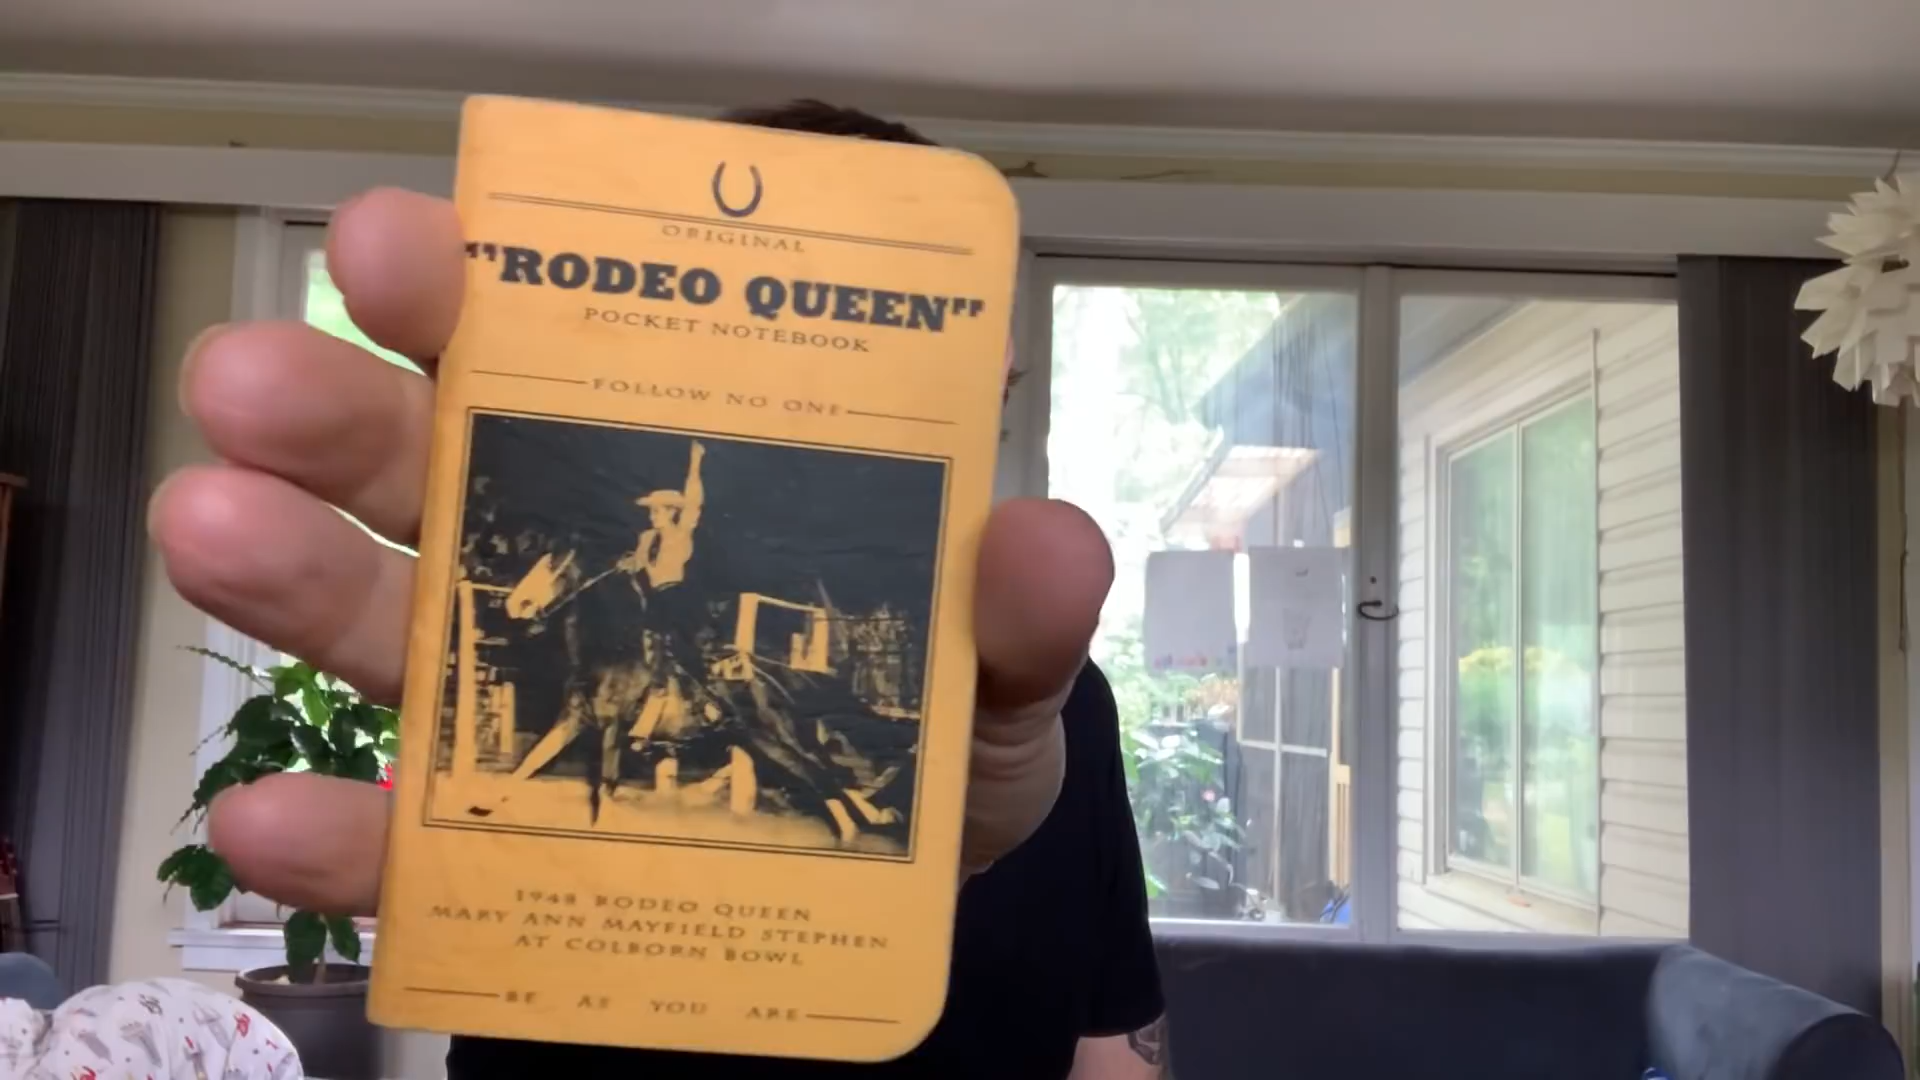 ORIGINAL
"RODEO QUEEN"
POCKET NOTEBOOK
FOLLOW NO ONE
1948 RODEO QUEEN
MARY ANN MAYFIELD STEPHEN
AT COLBORN BOWL
BE AS YOU ARE